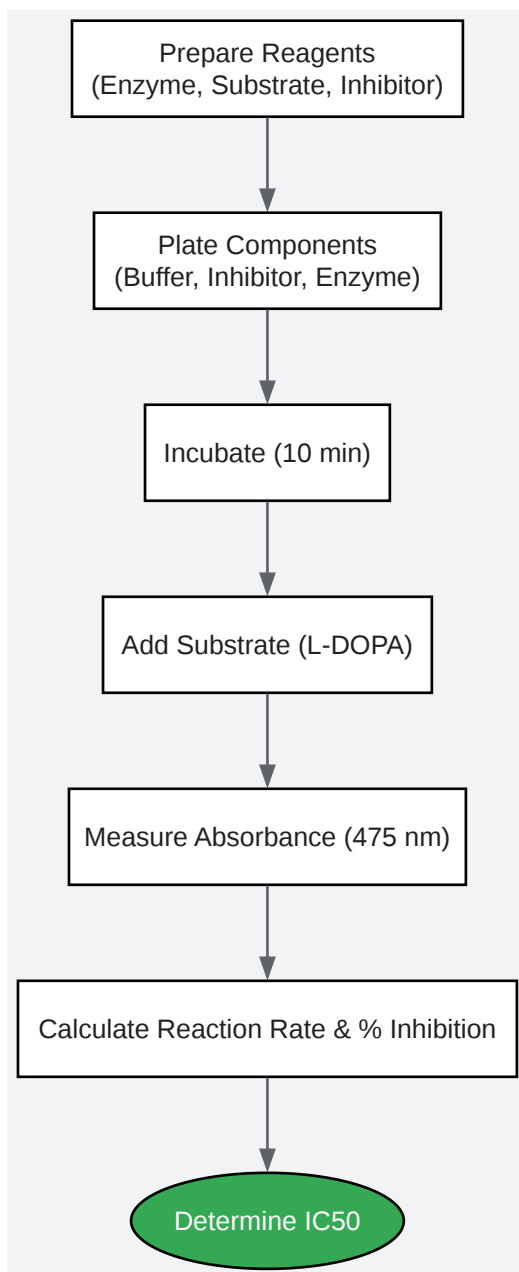 Prepare Reagents
(Enzyme, Substrate, Inhibitor)
Plate Components
(Buffer, Inhibitor, Enzyme)
Incubate (10 min)
Add Substrate (L-DOPA)
Measure Absorbance (475 nm)
Calculate Reaction Rate & % Inhibition
Determine IC50